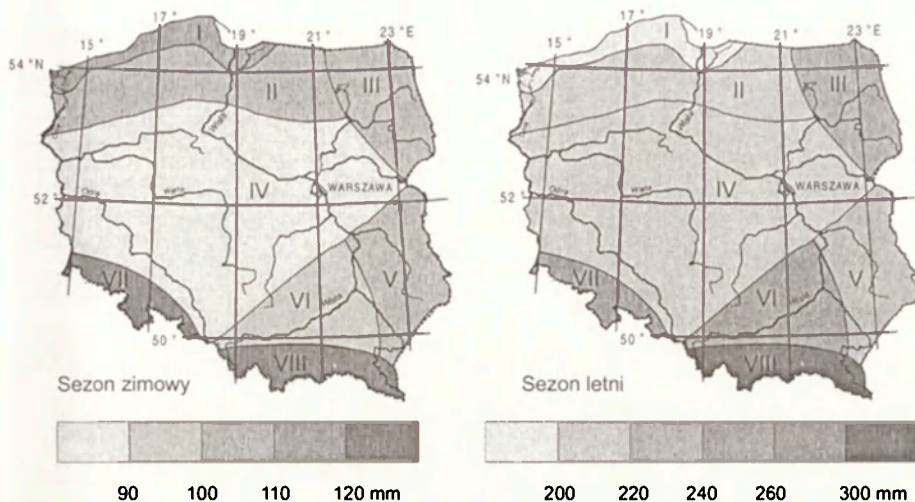 17° 19° 21° 23°E
15°
54°N
I
II
III
Wisła
Odra
Warta
52°
IV
WARSZAWA
V
VI
Wisła
VII
50°
VIII
Sezon zimowy
90 100 110 120 mm
17° 19° 21° 23°E
15°
54°N
I
II
III
Wisła
Odra
Warta
52°
IV
WARSZAWA
V
VI
Wisła
VII
50°
VIII
Sezon letni
200 220 240 260 300 mm